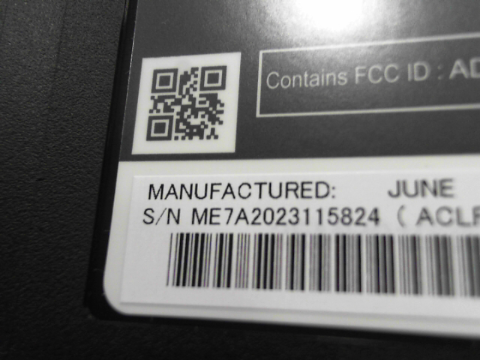 Contains FCC ID : AD
MANUFACTURED: JUNE
S/N ME7A2023115824 ( ACLF